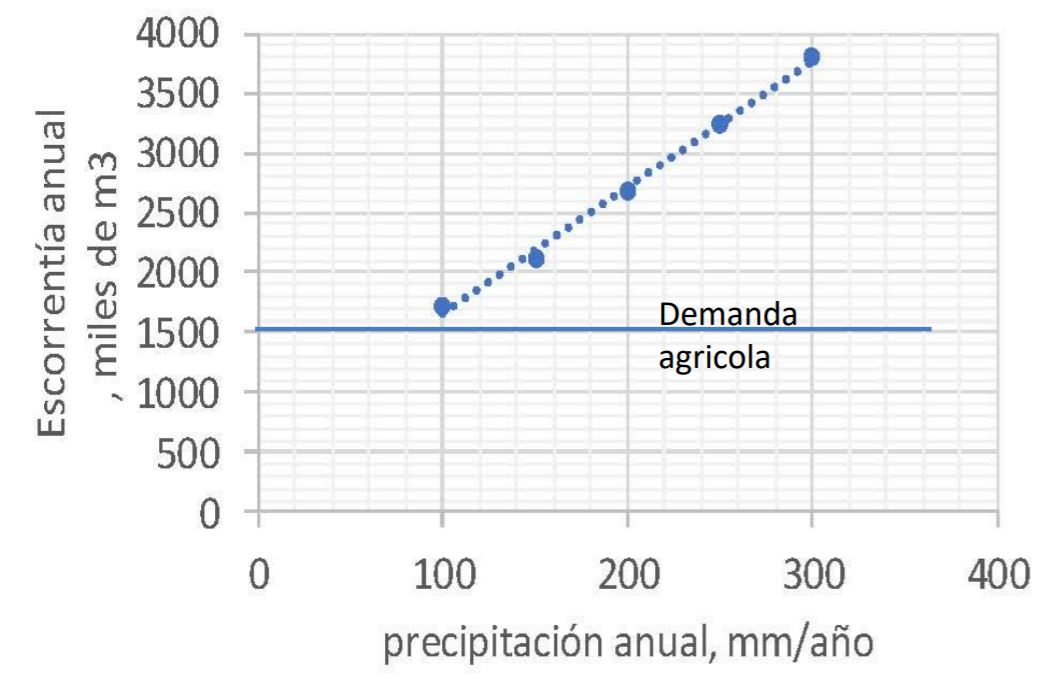 Escorrentía anual
, miles de m3
4000
3500
3000
2500
2000
1500
1000
500
0
Demanda
agricola
0 100 200 300 400
precipitación anual, mm/año